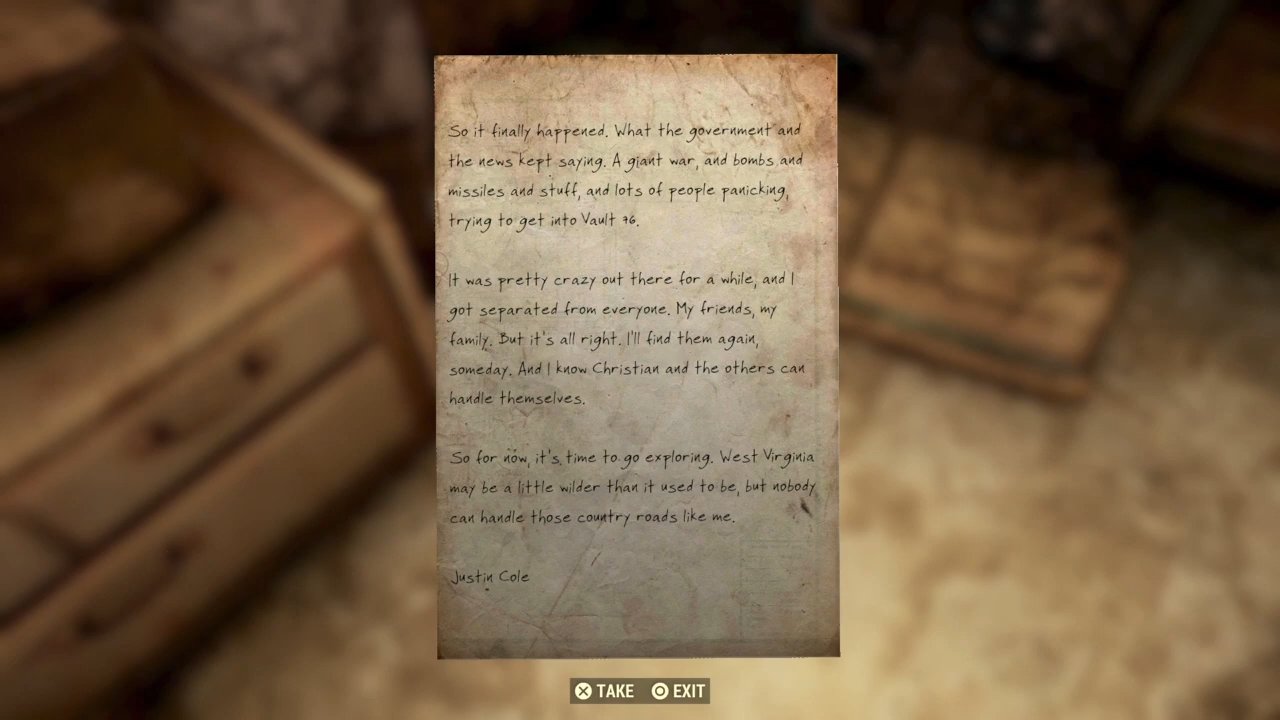 So it finally happened. What the government and
the news kept saying. A giant war, and bombs and
missiles and stuff, and lots of people panicking,
trying to get into Vault 76.
It was pretty crazy out there for a while, and I
got separated from everyone. My friends, my
family. But it's all right. I'll find them again,
someday. And I know Christian and the others can
handle themselves.
So for now, it's time to go exploring. West Virginia
may be a little wilder than it used to be, but nobody
can handle those country roads like me.
Justin Cole
TAKE EXIT